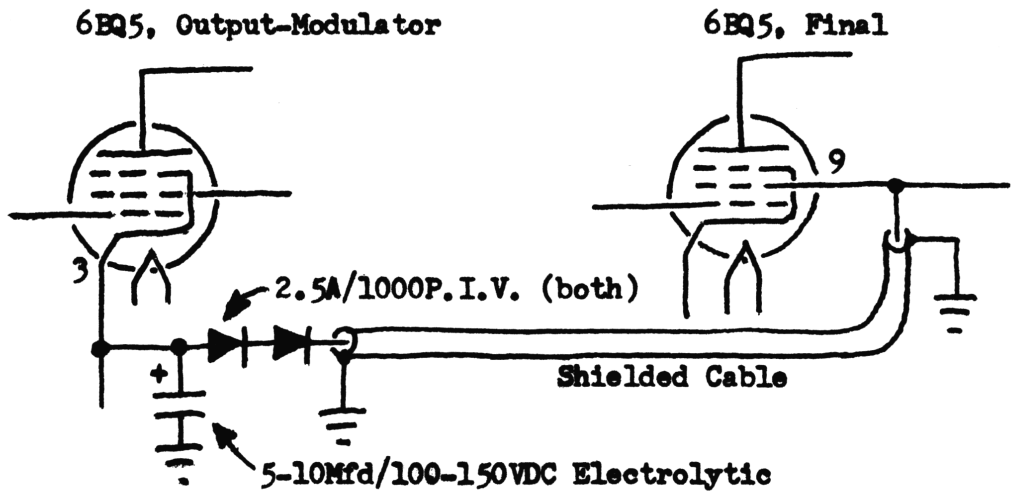 6BQ5, Output-Modulator
6BQ5, Final
9
3
2.5A/1000P.I.V. (both)
+
Shielded Cable
5-10Mfd/100-150VDC Electrolytic